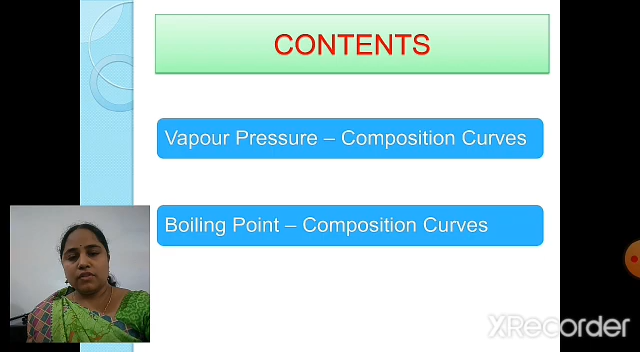 CONTENTS
Vapour Pressure – Composition Curves
Boiling Point – Composition Curves
XRecorder